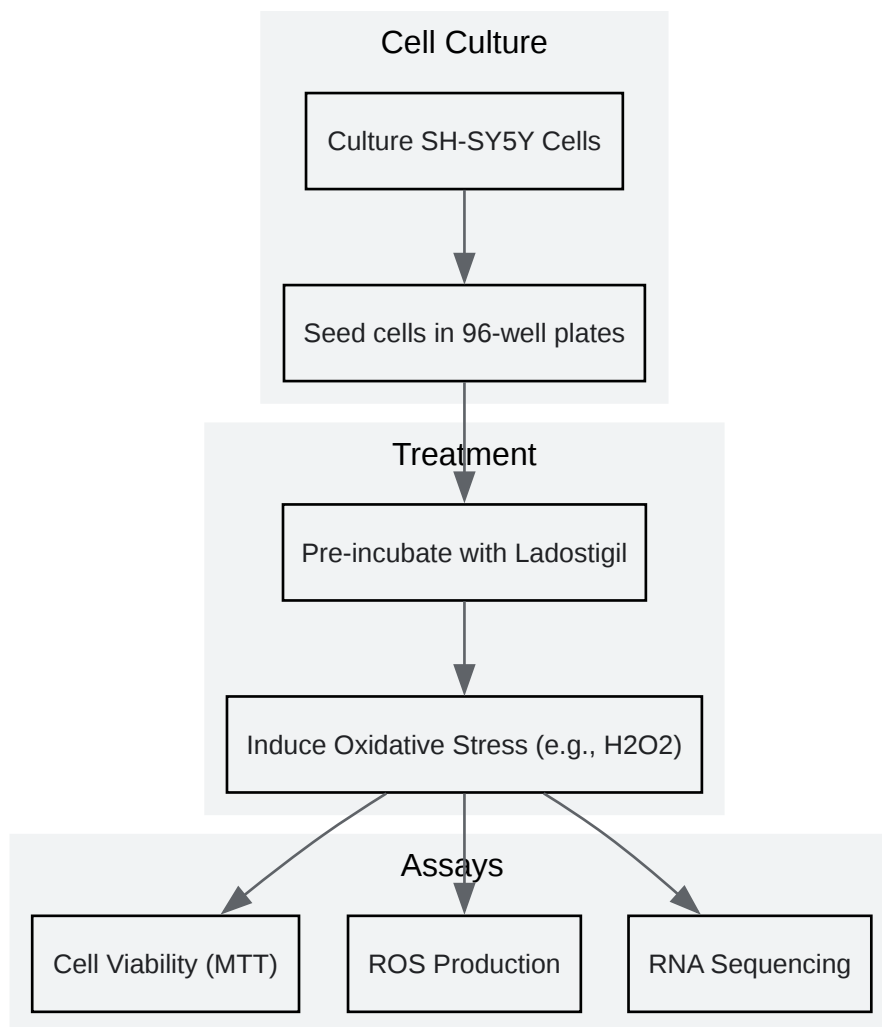 Cell Culture
Culture SH-SY5Y Cells
Seed cells in 96-well plates
Treatment
Pre-incubate with Ladostigil
Induce Oxidative Stress (e.g., H2O2)
Assays
Cell Viability (MTT)
ROS Production
RNA Sequencing